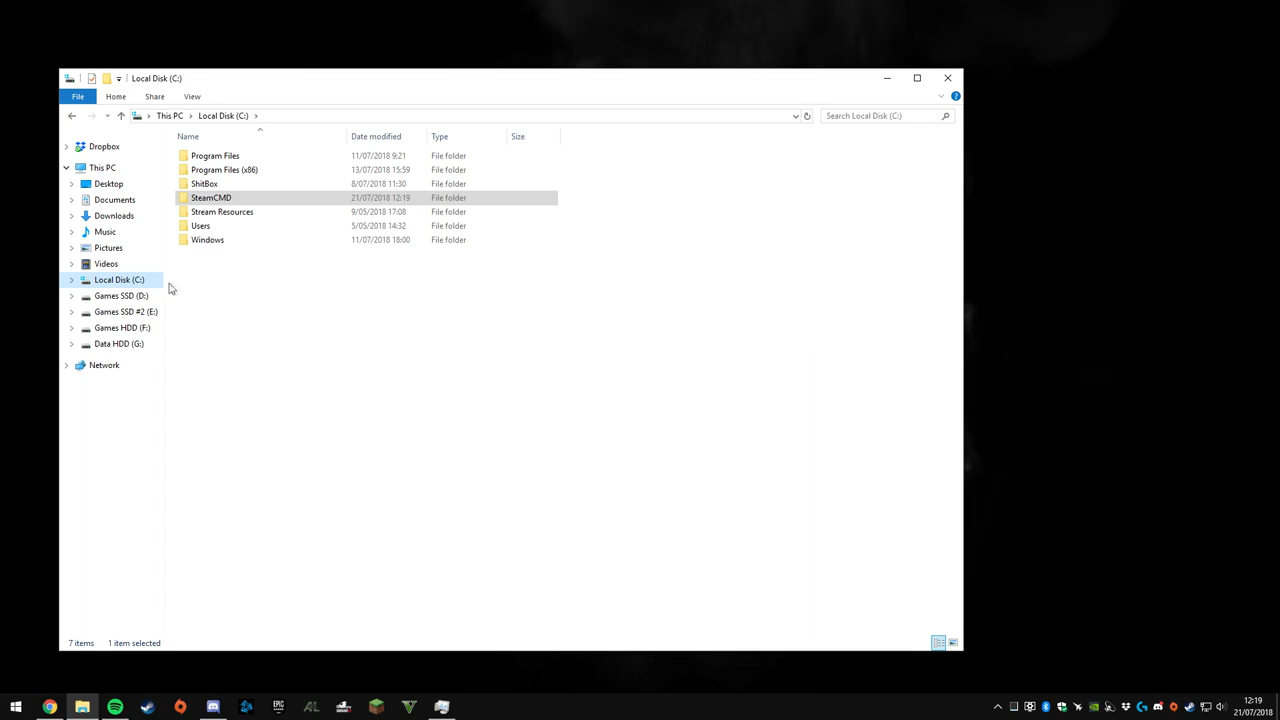 Local Disk (C:)
File Home Share View
This PC Local Disk (C:) Search Local Disk (C:)
Name Date modified Type Size
Dropbox
This PC
Desktop
Documents
Downloads
Music
Pictures
Videos
Local Disk (C:)
Games SSD (D:)
Games SSD #2 (E:)
Games HDD (F:)
Data HDD (G:)
Network
Program Files 11/07/2018 9:21 File folder
Program Files (x86) 13/07/2018 15:59 File folder
ShitBox 8/07/2018 11:30 File folder
SteamCMD 21/07/2018 12:19 File folder
Stream Resources 9/05/2018 17:08 File folder
Users 5/05/2018 14:32 File folder
Windows 11/07/2018 18:00 File folder
7 items 1 item selected
EPIC
AL
V
12:19
21/07/2018